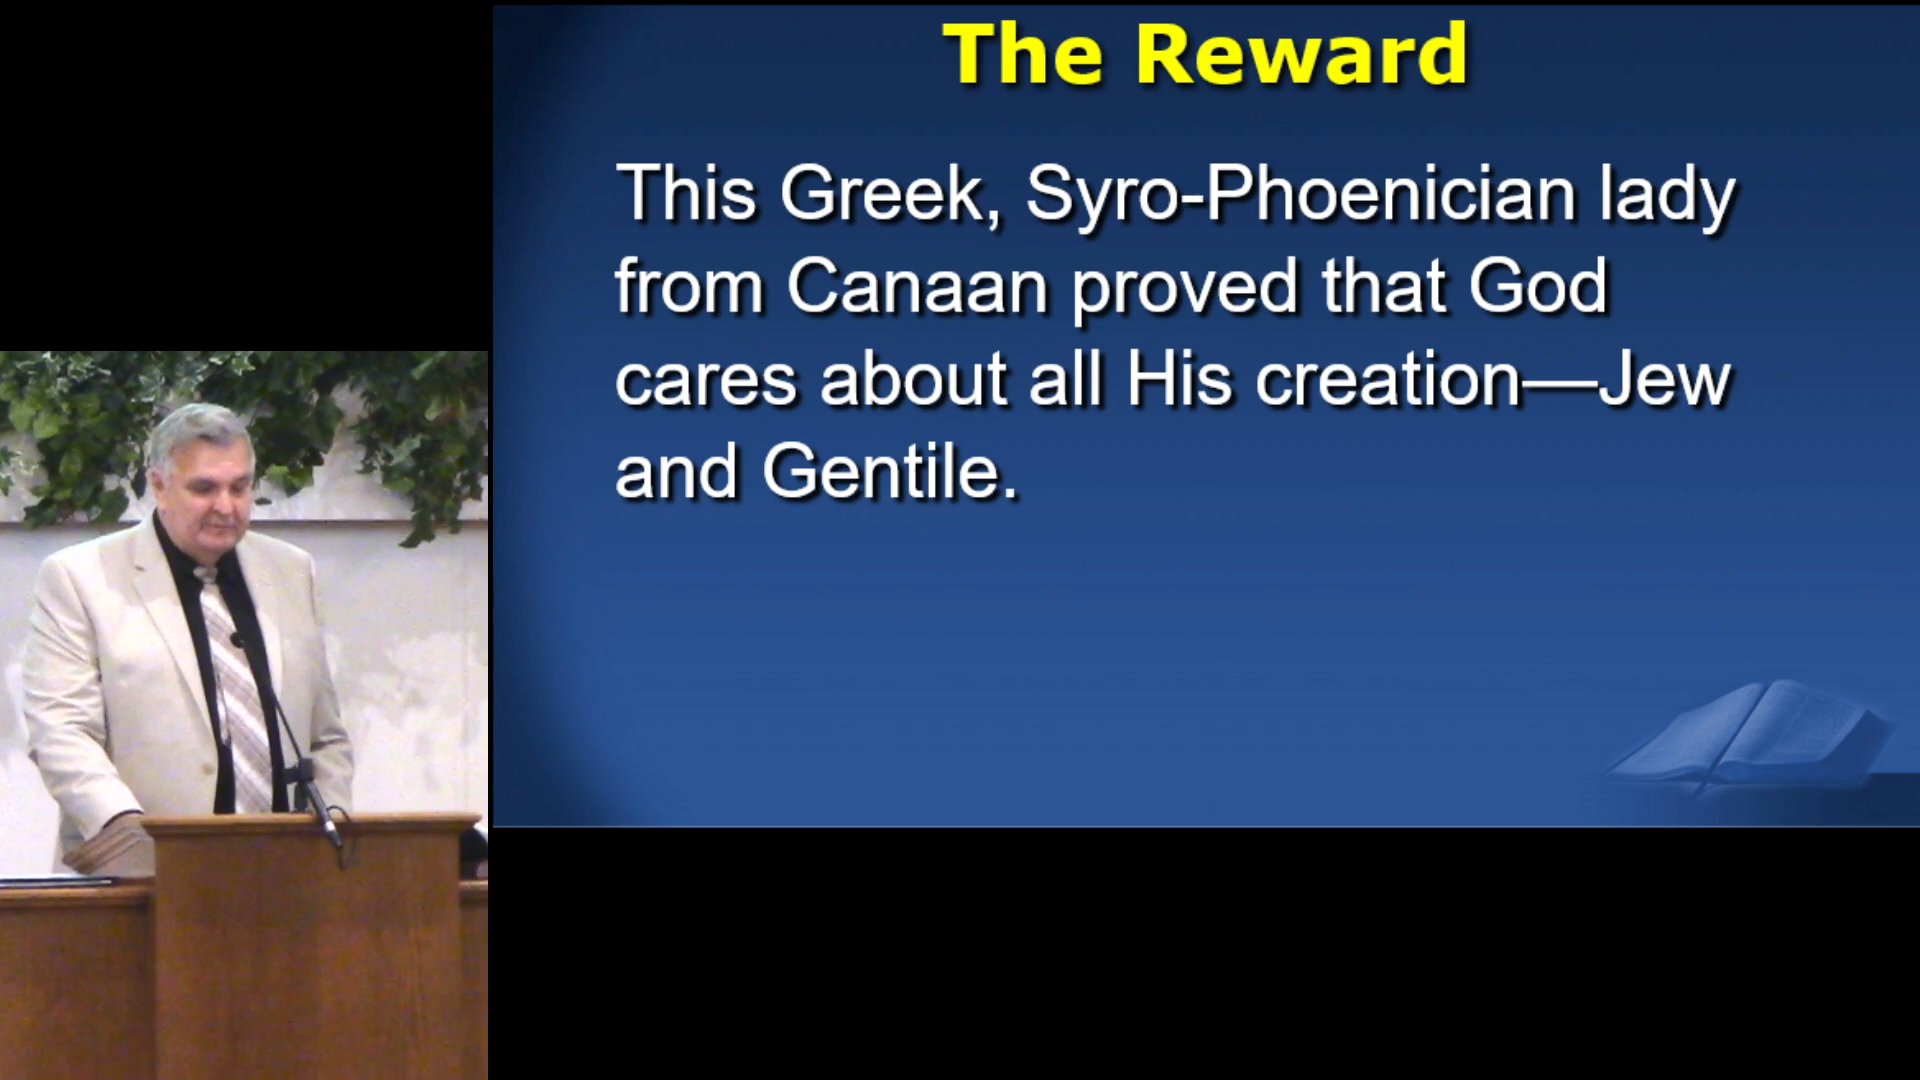 The Reward
This Greek, Syro-Phoenician lady
from Canaan proved that God
cares about all His creation—Jew
and Gentile.